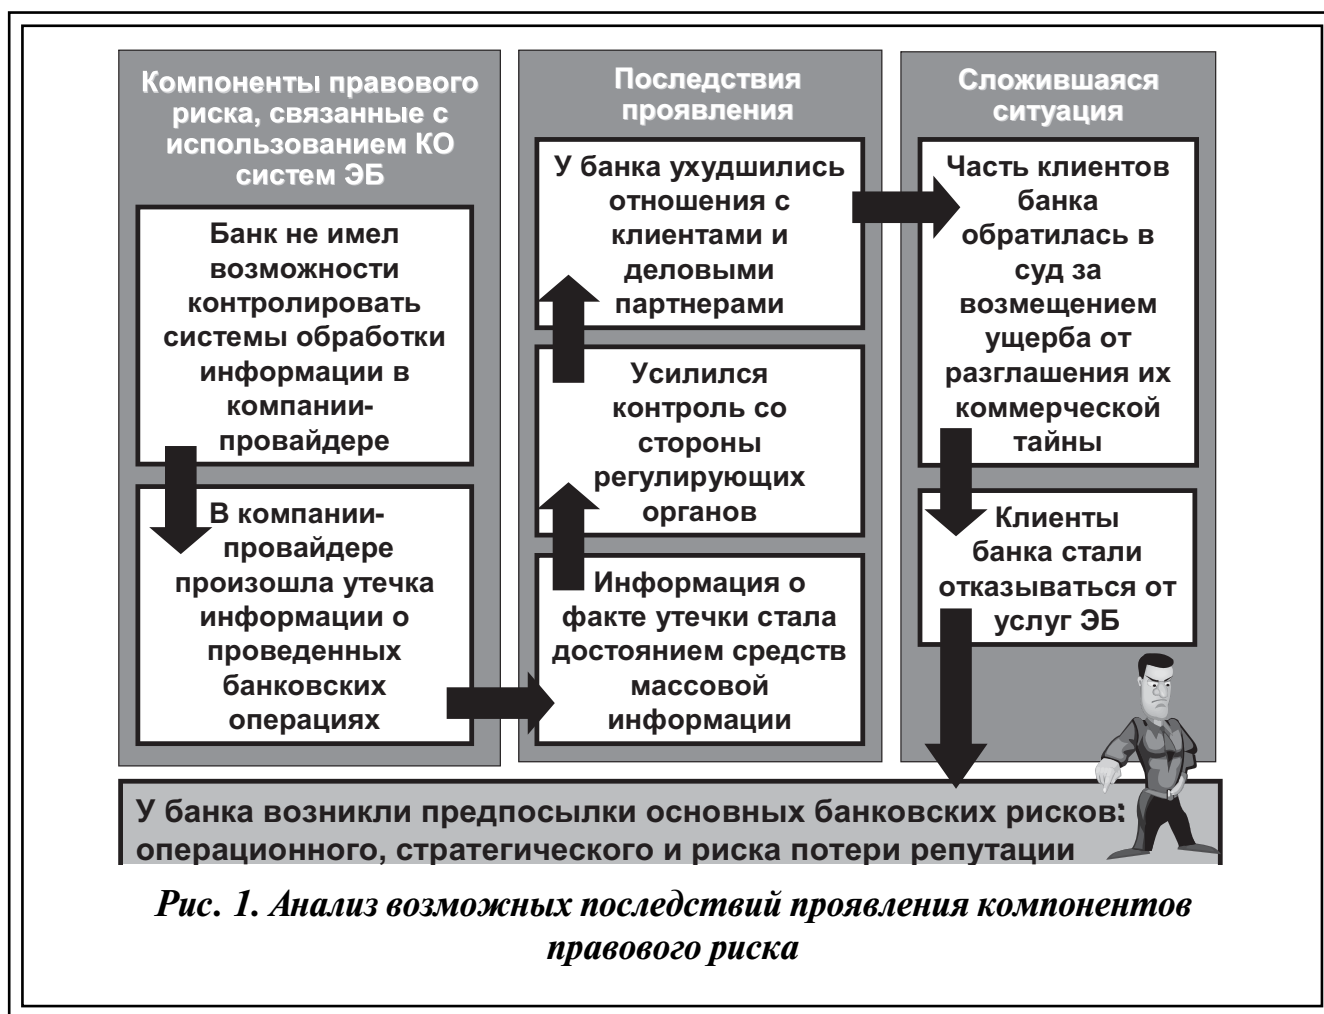 Компоненты правового
риска, связанные с
использованием КО
систем ЭБ
Банк не имел
возможности
контролировать
системы обработки
информации в
компании-
провайдере
В компании-
провайдере
произошла утечка
информации о
проведенных
банковских
операциях
Последствия
проявления
У банка ухудшились
отношения с
клиентами и
деловыми
партнерами
Усилился
контроль со
стороны
регулирующих
органов
Информация о
факте утечки стала
достоянием средств
массовой
информации
Сложившаяся
ситуация
Часть клиентов
банка
обратилась в
суд за
возмещением
ущерба от
разглашения их
коммерческой
тайны
Клиенты
банка стали
отказываться от
услуг ЭБ
У банка возникли предпосылки основных банковских рисков:
операционного, стратегического и риска потери репутации
Рис. 1. Анализ возможных последствий проявления компонентов
правового риска